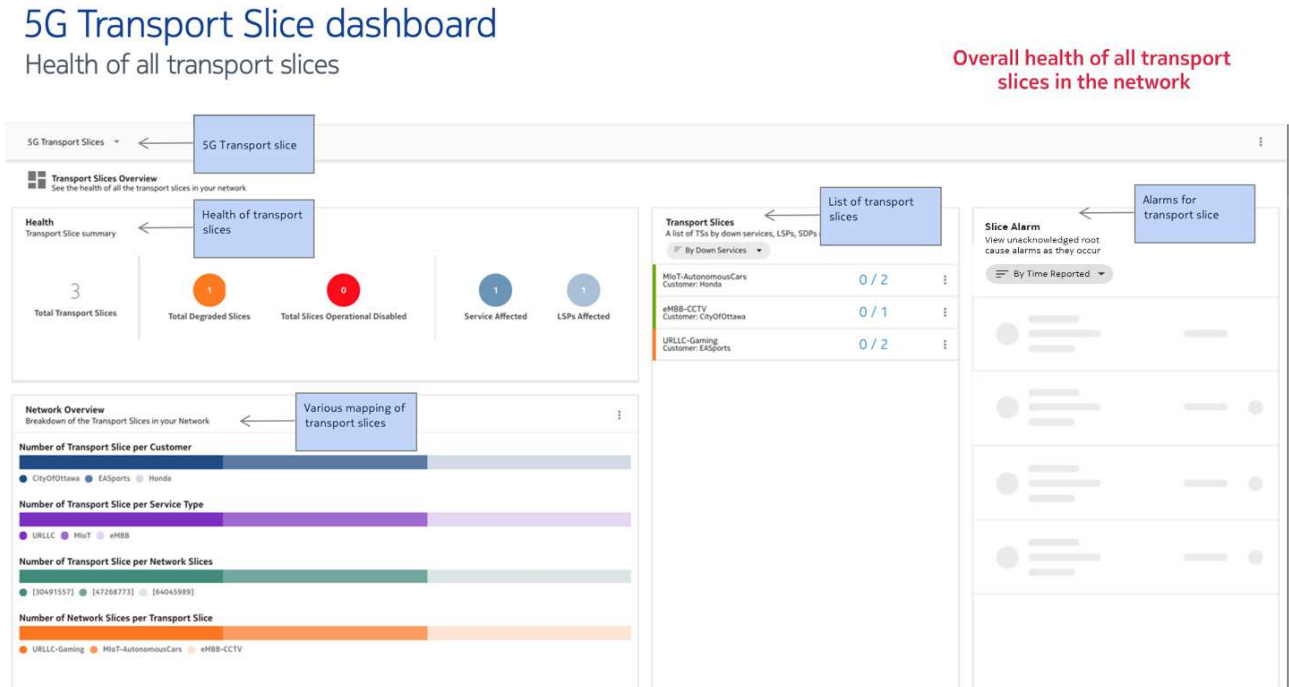 5G Transport Slice dashboard
Health of all transport slices
Overall health of all transport
slices in the network
5G Transport Slices
5G Transport slice
Transport Slices Overview
See the health of all the transport slices in your network
Health
Transport Slice summary
Health of transport
slices
3
Total Transport Slices
1
Total Degraded Slices
0
Total Slices Operational Disabled
1
Service Affected
1
LSPs Affected
Network Overview
Breakdown of the Transport Slices in your Network
Various mapping of
transport slices
Number of Transport Slice per Customer
CityOfOttawa EASports Honda
Number of Transport Slice per Service Type
URLLC MIoT eMBB
Number of Transport Slice per Network Slices
[30491557] [47268773] [64045989]
Number of Network Slices per Transport Slice
URLLC-Gaming MIoT-AutonomousCars eMBB-CCTV
Transport Slices
A list of TSs by down services, LSPs, SDPs
List of transport
slices
By Down Services
MIoT-AutonomousCars
Customer: Honda
0 / 2
eMBB-CCTV
Customer: CityOfOttawa
0 / 1
URLLC-Gaming
Customer: EASports
0 / 2
Alarms for
transport slice
Slice Alarm
View unacknowledged root
cause alarms as they occur
By Time Reported